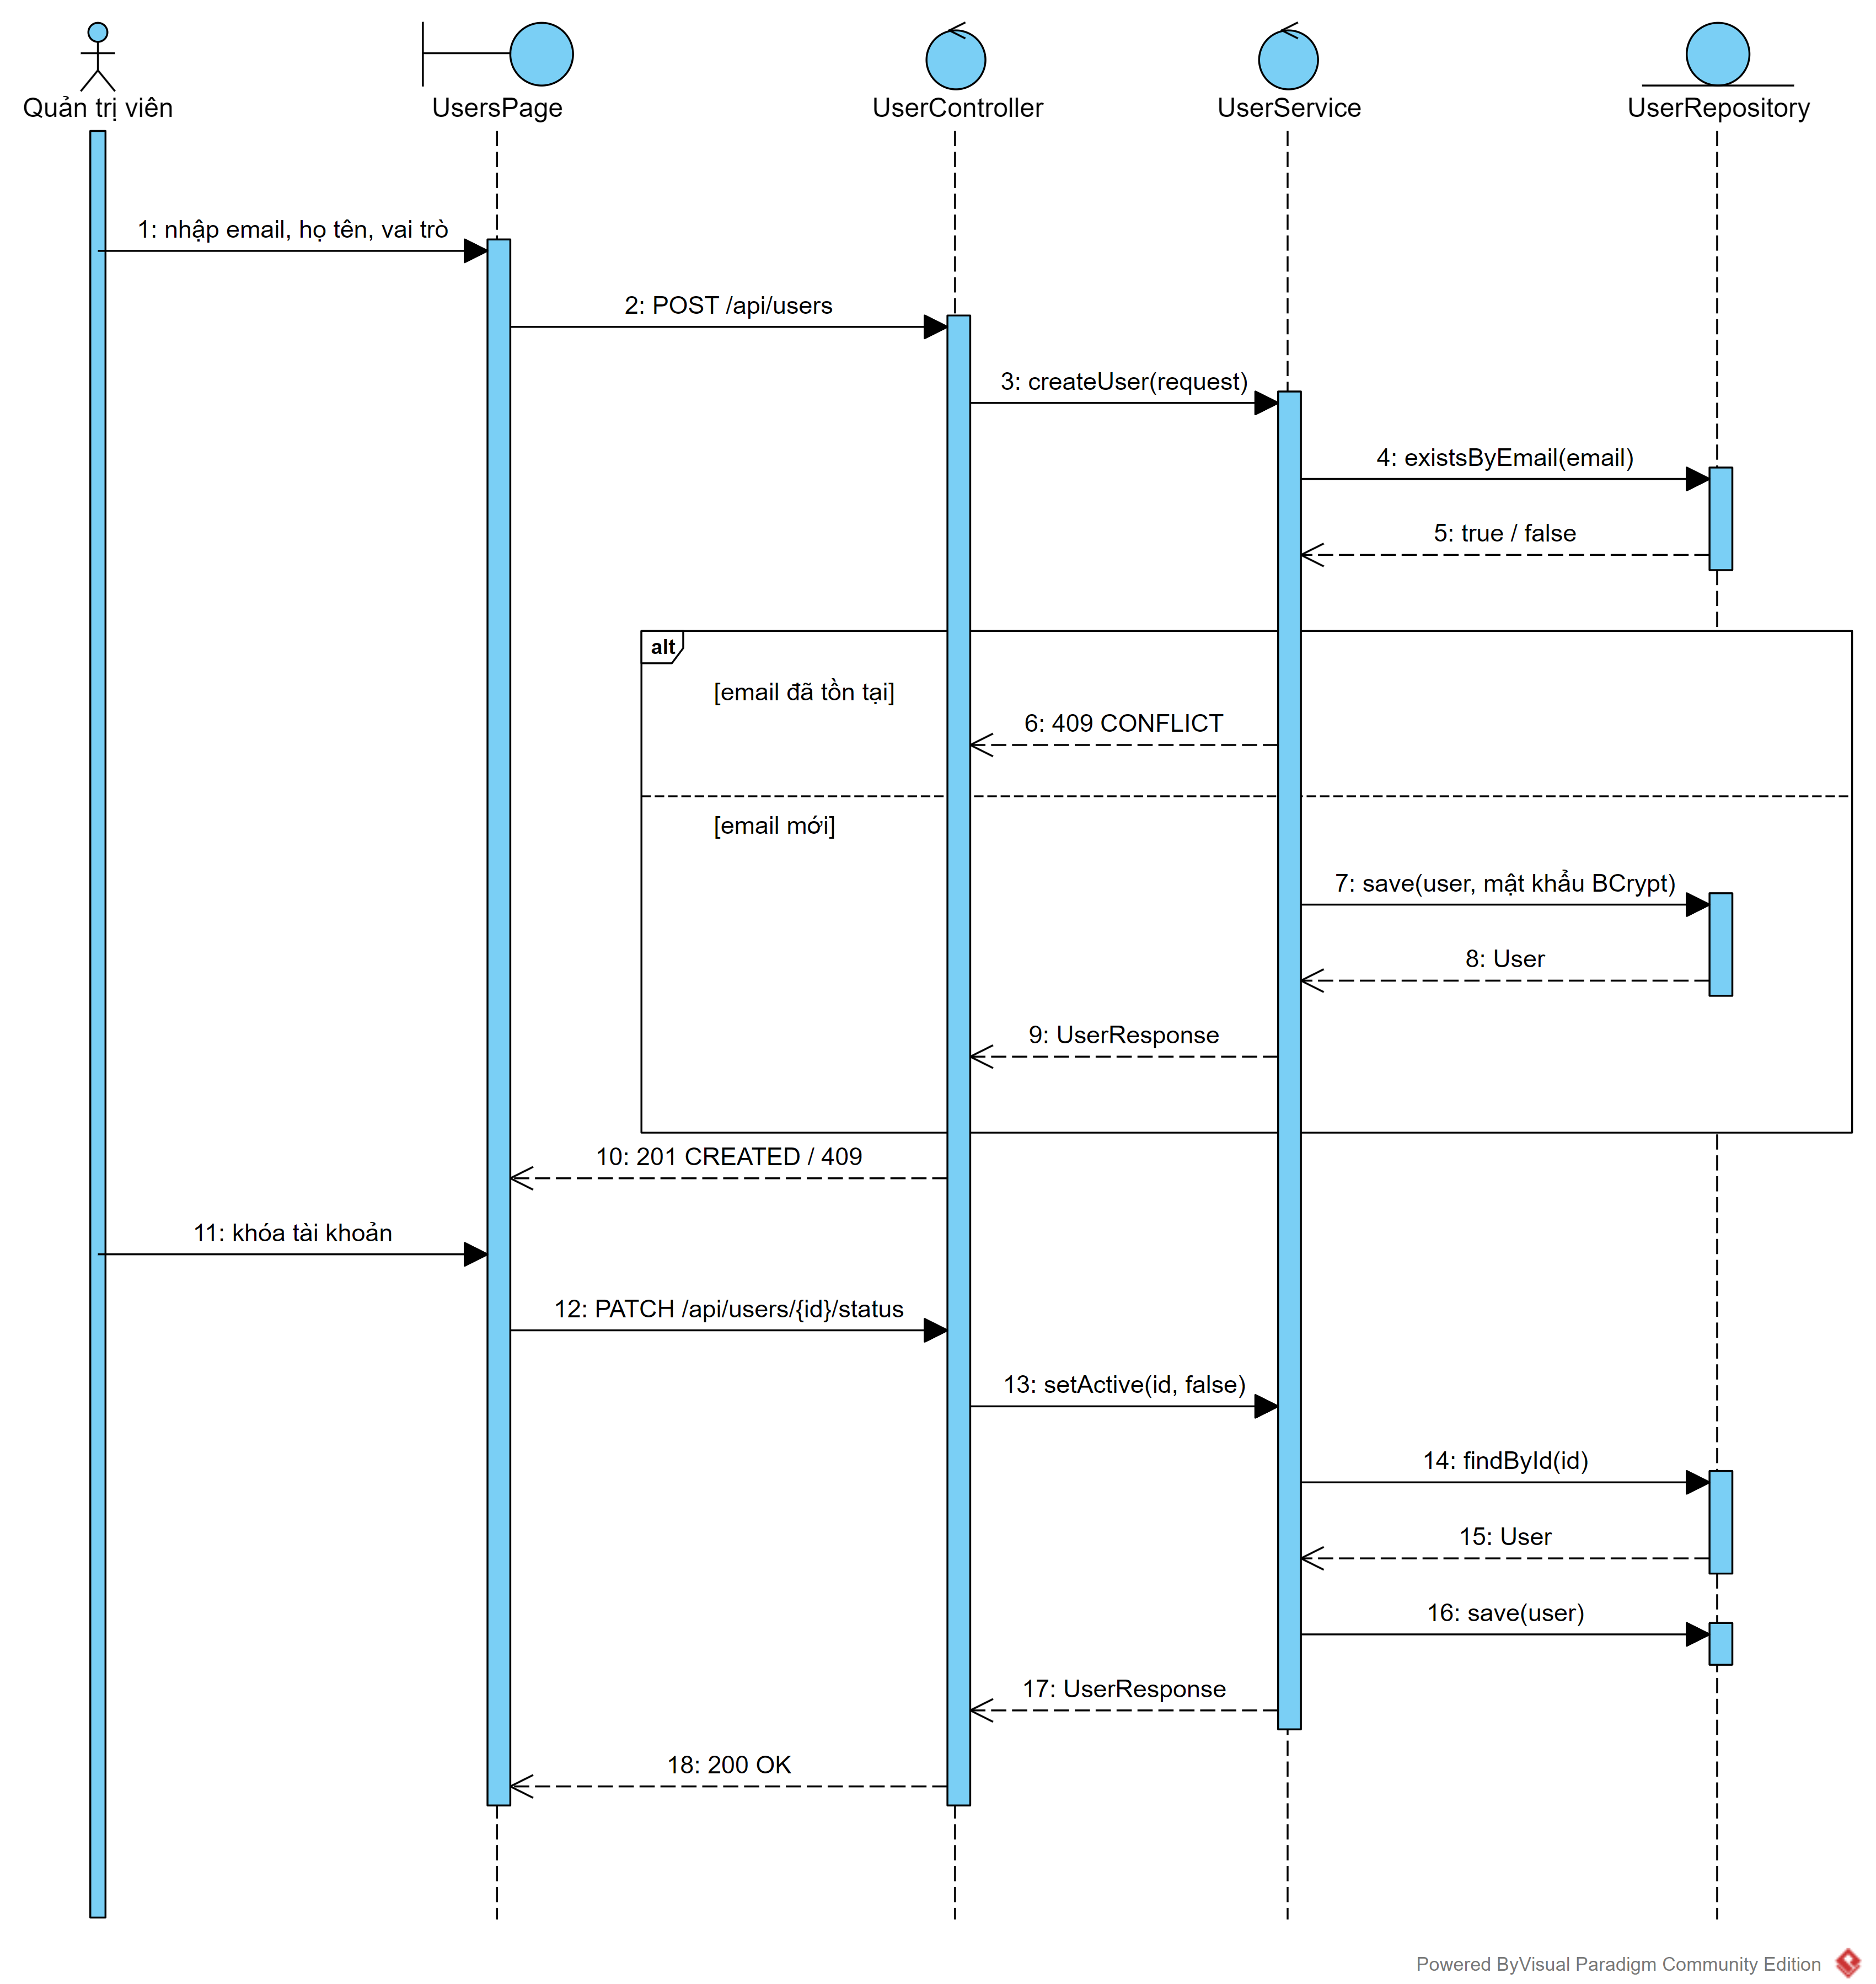 Quản trị viên
UsersPage
UserController
UserService
UserRepository
1: nhập email, họ tên, vai trò
2: POST /api/users
3: createUser(request)
4: existsByEmail(email)
5: true / false
alt
[email đã tồn tại]
6: 409 CONFLICT
[email mới]
7: save(user, mật khẩu BCrypt)
8: User
9: UserResponse
10: 201 CREATED / 409
11: khóa tài khoản
12: PATCH /api/users/{id}/status
13: setActive(id, false)
14: findById(id)
15: User
16: save(user)
17: UserResponse
18: 200 OK
Powered ByVisual Paradigm Community Edition